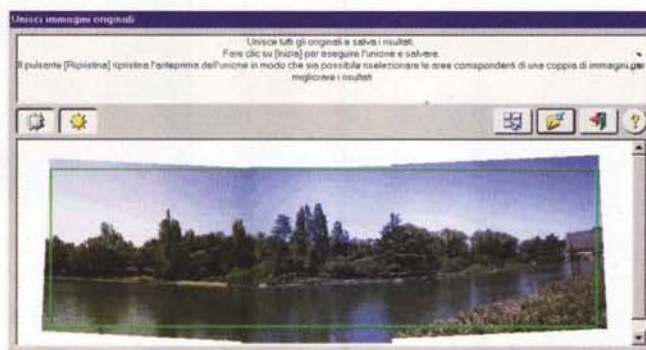 Unisci immagini originali
Unisce tutti gli originali e salva i risultati.
Fare clic su [Inizia] per eseguire l'unione e salvare.
Il pulsante [Ripristina] ripristina l'anteprima dell'unione in modo che sia possibile riselezionare le aree corrispondenti di una coppia di immagini per
migliorare i risultati
?